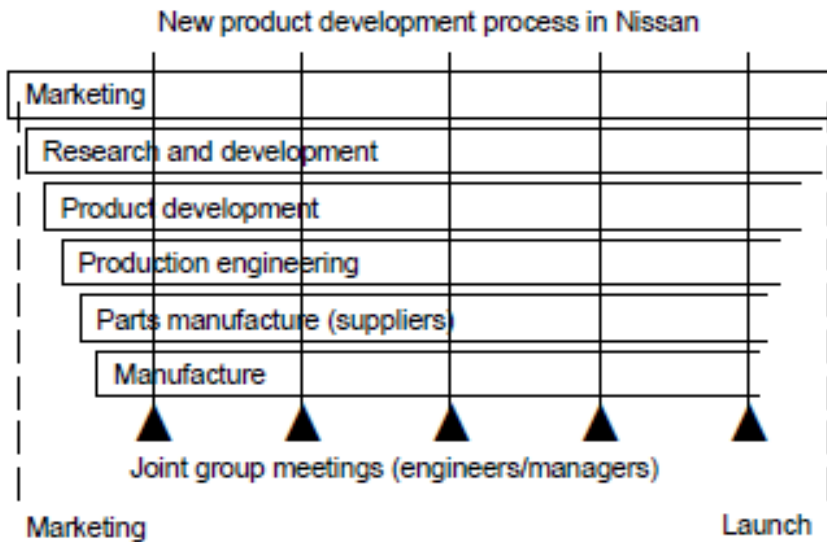 New product development process in Nissan
Marketing
Research and development
Product development
Production engineering
Parts manufacture (suppliers)
Manufacture
Joint group meetings (engineers/managers)
Marketing
Launch